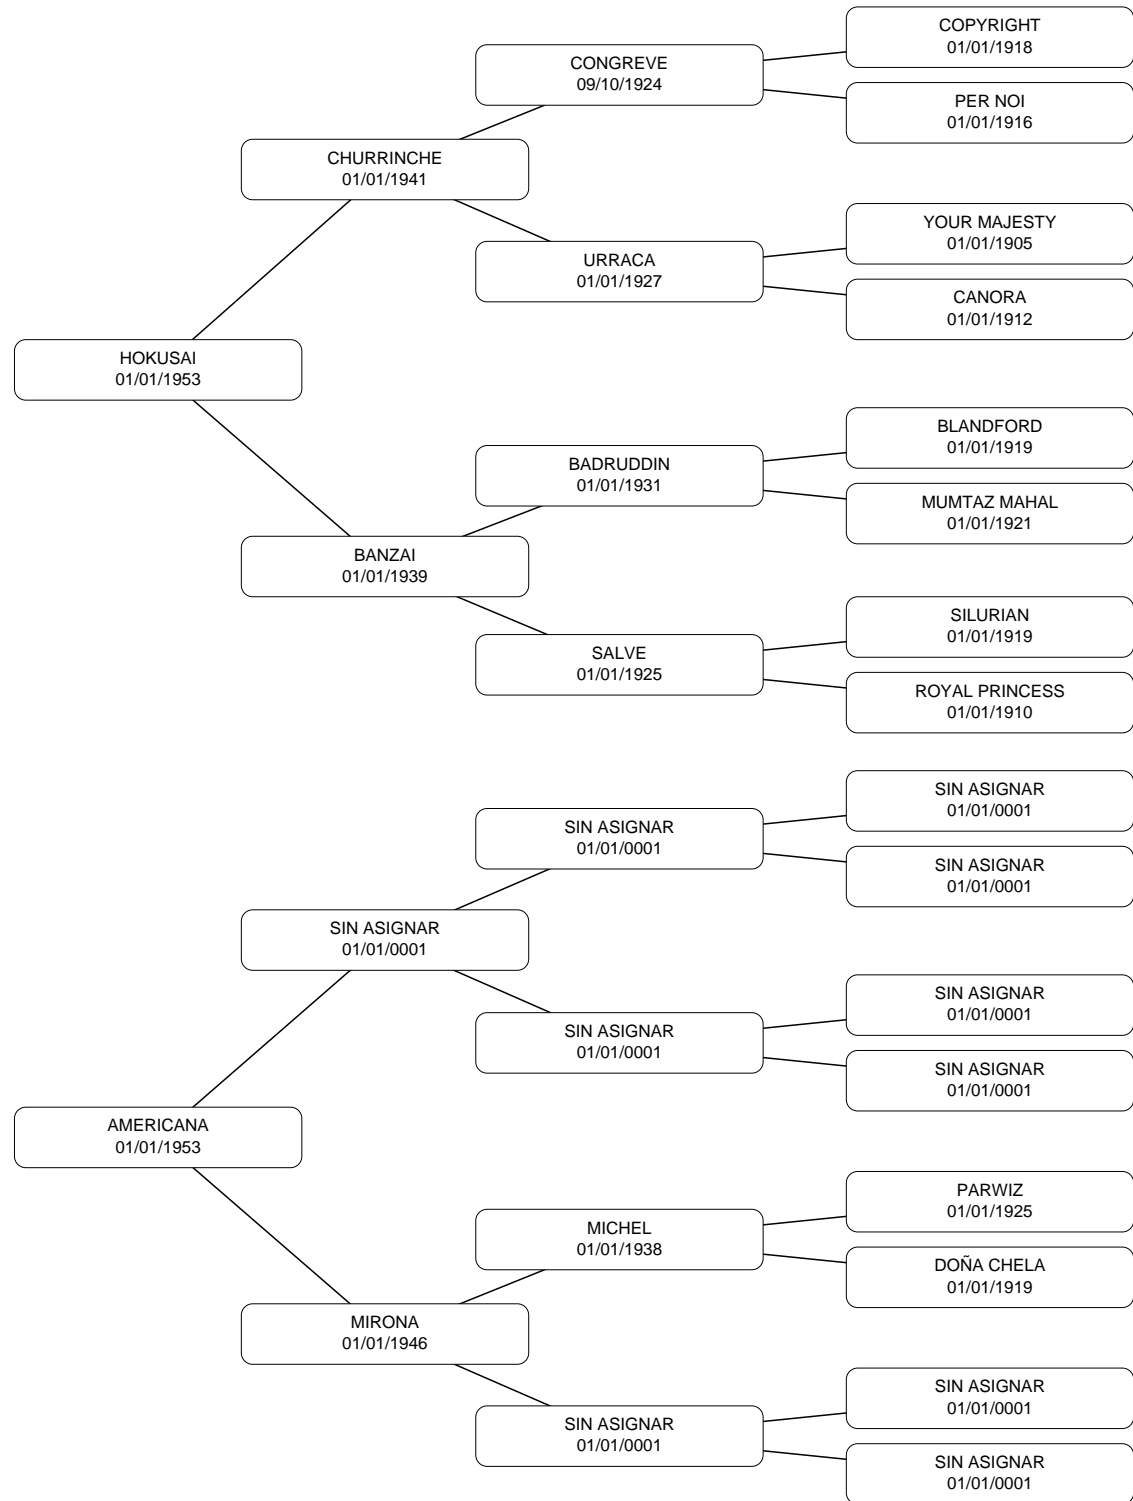 COPYRIGHT
01/01/1918
CONGREVE
09/10/1924
PER NOI
01/01/1916
CHURRINCHE
01/01/1941
YOUR MAJESTY
01/01/1905
URRACA
01/01/1927
CANORA
01/01/1912
HOKUSAI
01/01/1953
BLANDFORD
01/01/1919
BADRUDDIN
01/01/1931
MUMTAZ MAHAL
01/01/1921
BANZAI
01/01/1939
SILURIAN
01/01/1919
SALVE
01/01/1925
ROYAL PRINCESS
01/01/1910
SIN ASIGNAR
01/01/0001
SIN ASIGNAR
01/01/0001
SIN ASIGNAR
01/01/0001
SIN ASIGNAR
01/01/0001
SIN ASIGNAR
01/01/0001
SIN ASIGNAR
01/01/0001
SIN ASIGNAR
01/01/0001
AMERICANA
01/01/1953
PARWIZ
01/01/1925
MICHEL
01/01/1938
DOÑA CHELA
01/01/1919
MIRONA
01/01/1946
SIN ASIGNAR
01/01/0001
SIN ASIGNAR
01/01/0001
SIN ASIGNAR
01/01/0001